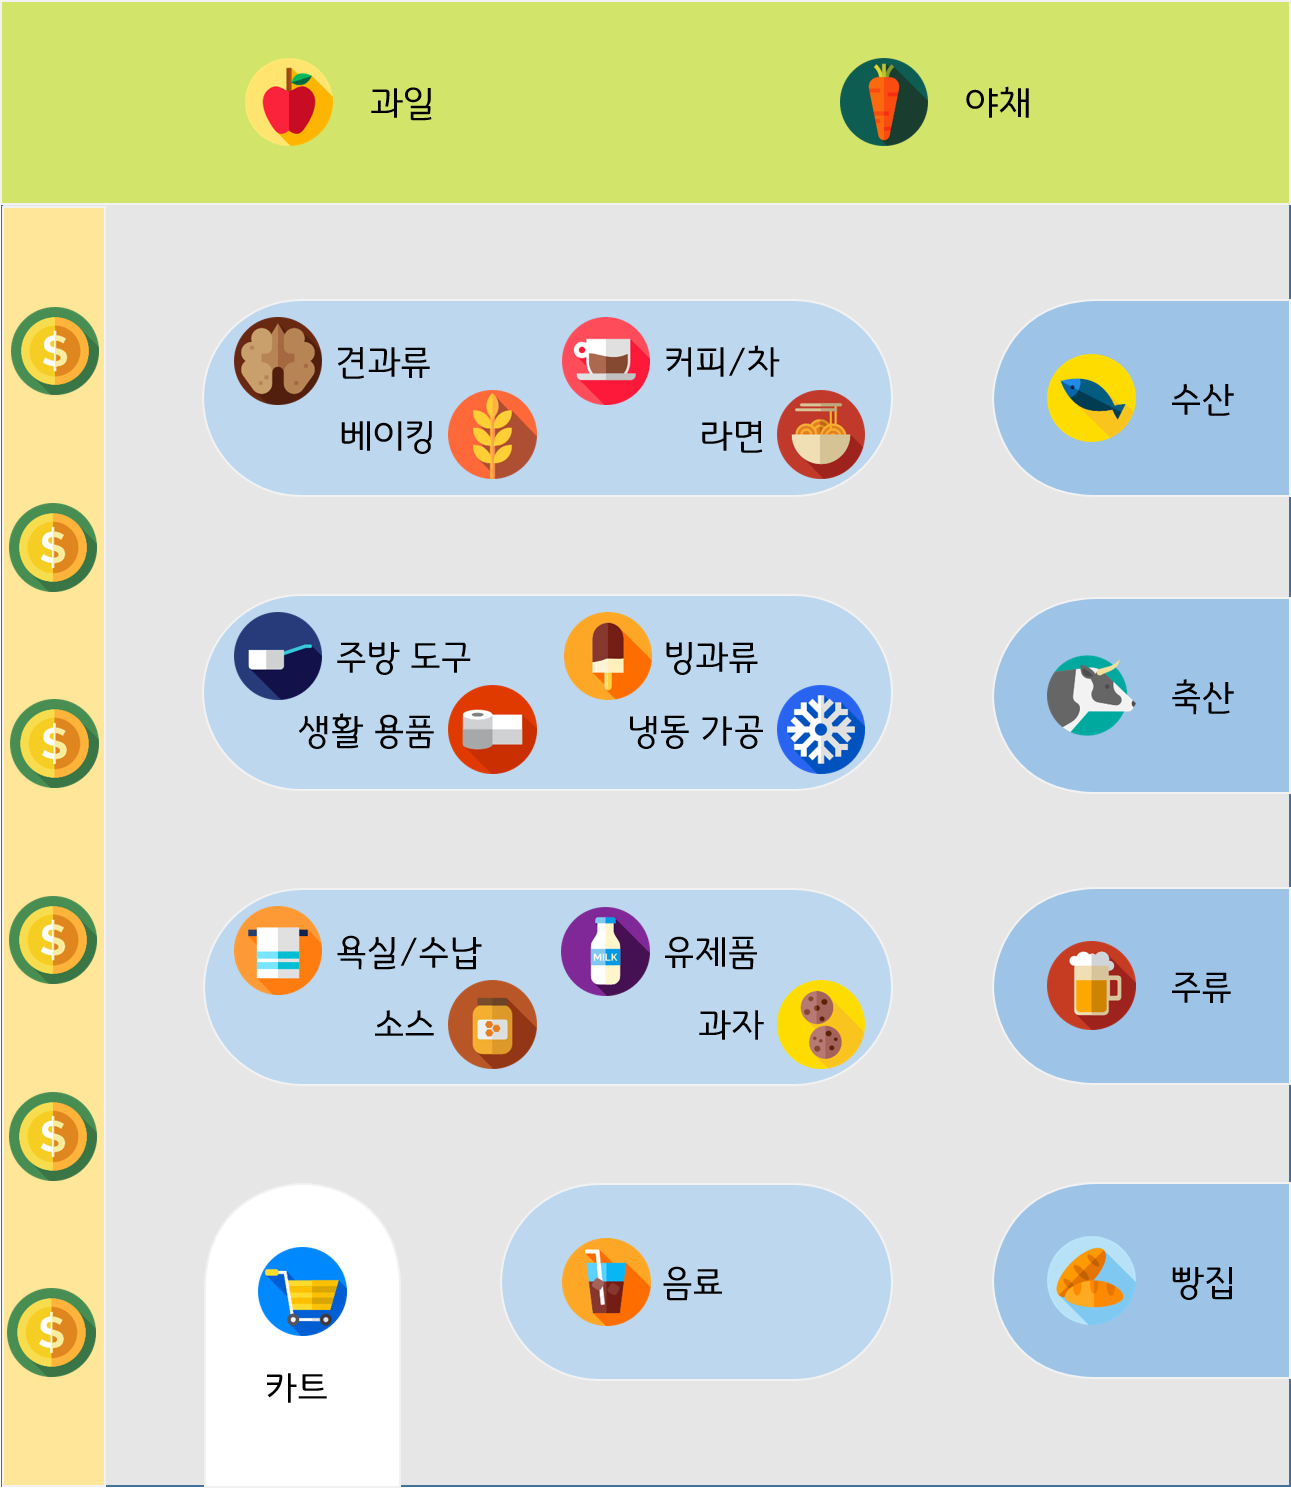 과일
야채
$
견과류
커피/차
베이킹
라면
수산
$
주방 도구
빙과류
생활 용품
냉동 가공
축산
$
$
욕실/수납
유제품
MILK
소스
과자
주류
$
음료
빵집
$
카트